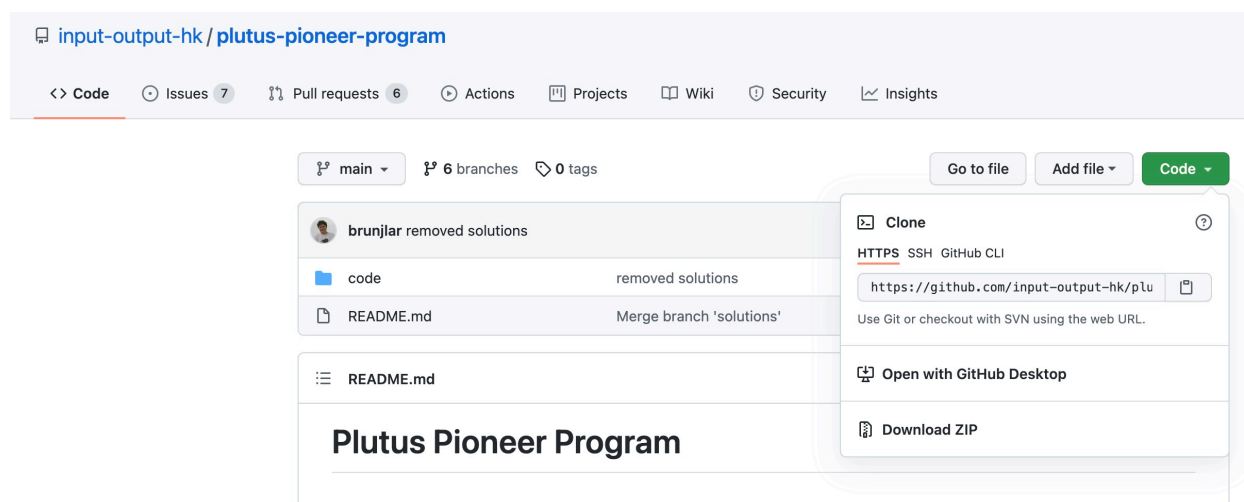 input-output-hk / plutus-pioneer-program
<> Code Issues 7 Pull requests 6 Actions Projects Wiki Security Insights
main 6 branches 0 tags Go to file Add file Code
brunjlar removed solutions
code removed solutions
README.md Merge branch 'solutions'
README.md
Plutus Pioneer Program
Clone
HTTPS SSH GitHub CLI
https://github.com/input-output-hk/plu
Use Git or checkout with SVN using the web URL.
Open with GitHub Desktop
Download ZIP